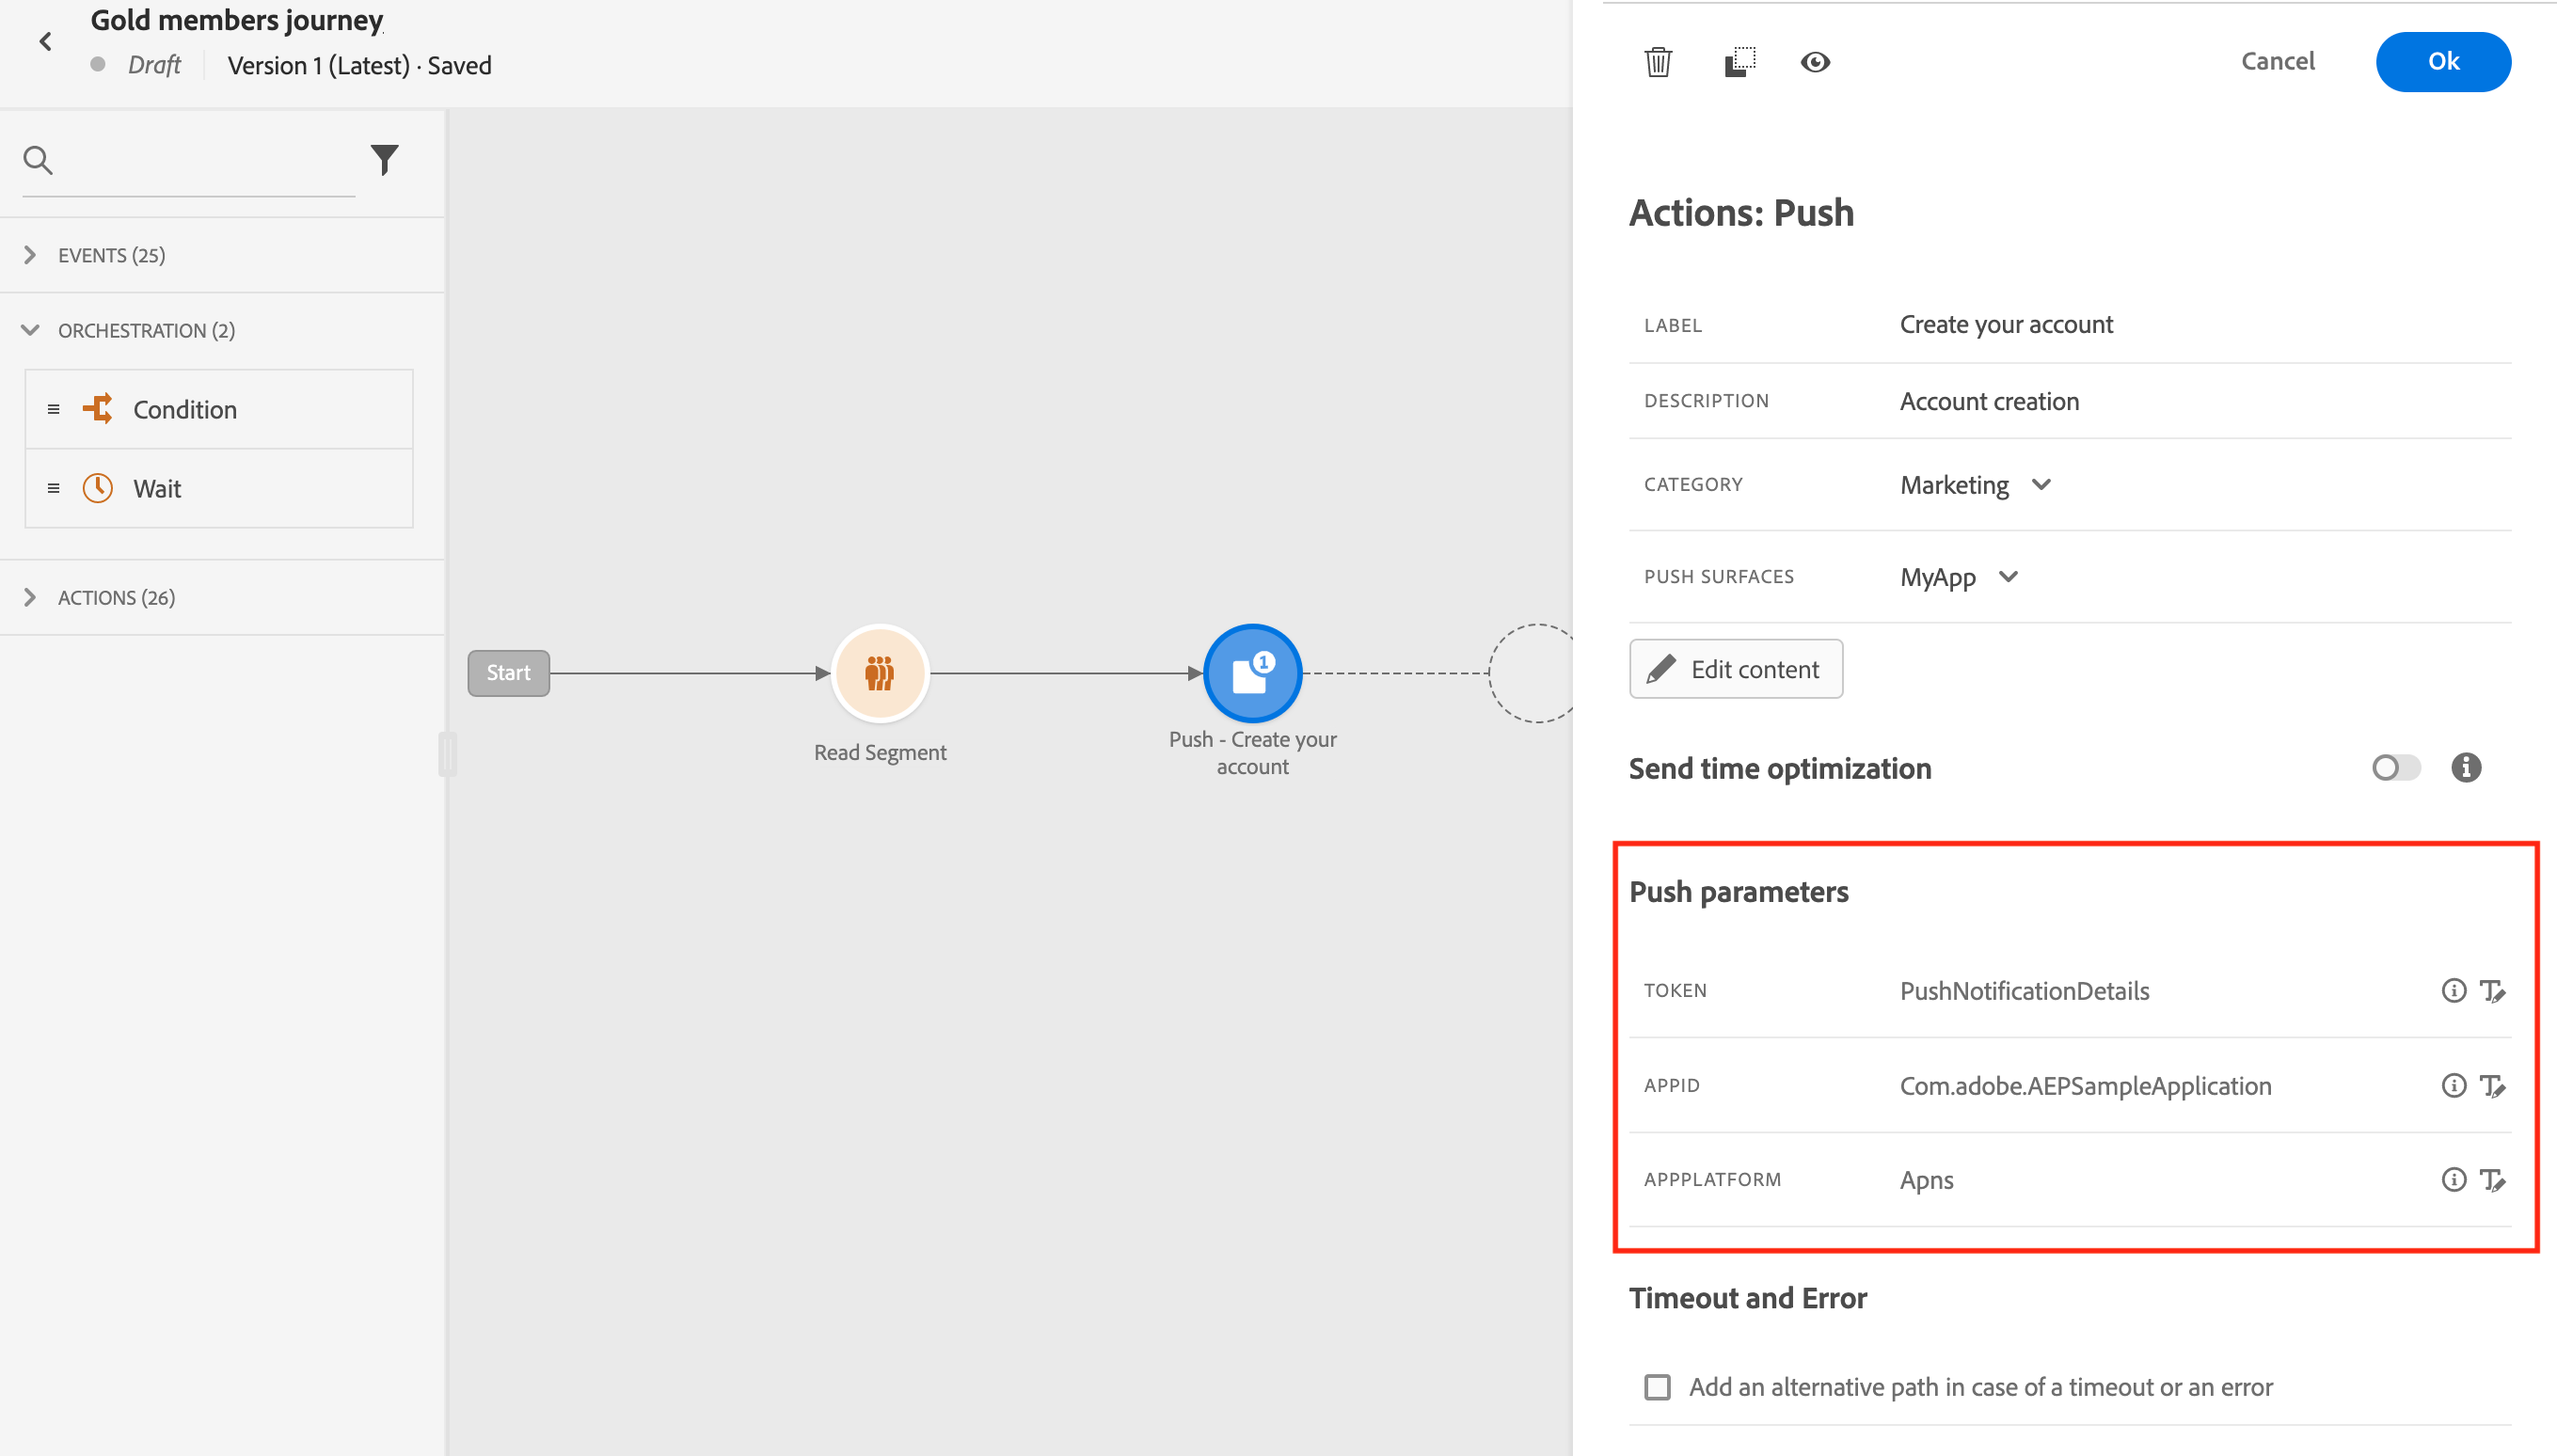 Gold members journey
Draft
Version 1 (Latest) · Saved
EVENTS (25)
ORCHESTRATION (2)
Condition
Wait
ACTIONS (26)
Start
Read Segment
1
Push - Create your
account
Cancel
Ok
Actions: Push
LABEL Create your account
DESCRIPTION Account creation
CATEGORY Marketing
PUSH SURFACES MyApp
Edit content
Send time optimization
Push parameters
TOKEN PushNotificationDetails
APPID Com.adobe.AEPSampleApplication
APPPLATFORM Apns
Timeout and Error
Add an alternative path in case of a timeout or an error